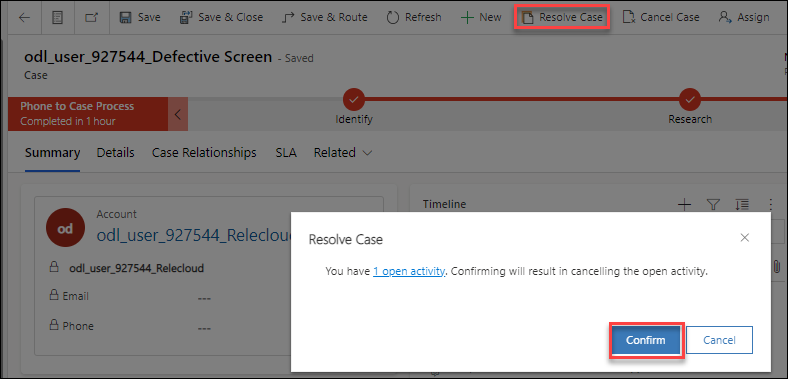 Save
Save & Close
Save & Route
Refresh
New
Resolve Case
Cancel Case
Assign
odl_user_927544_Defective Screen - Saved
Case
Phone to Case Process
Completed in 1 hour
Identify
Research
Summary
Details
Case Relationships
SLA
Related
Timeline
Account
od
odl_user_927544_Relecloud
odl_user_927544_Relecloud
Email
---
Phone
---
Resolve Case
You have 1 open activity. Confirming will result in cancelling the open activity.
Confirm
Cancel